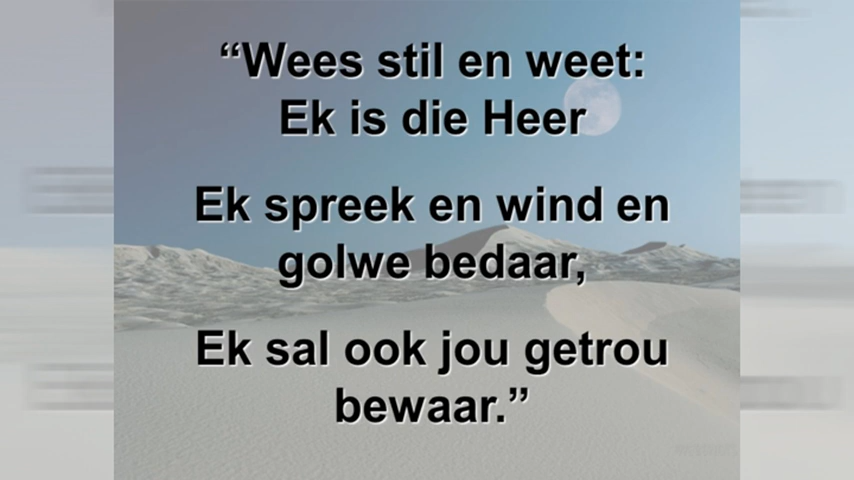 “Wees stil en weet:
Ek is die Heer
Ek spreek en wind en
golwe bedaar,
Ek sal ook jou getrou
bewaar.”